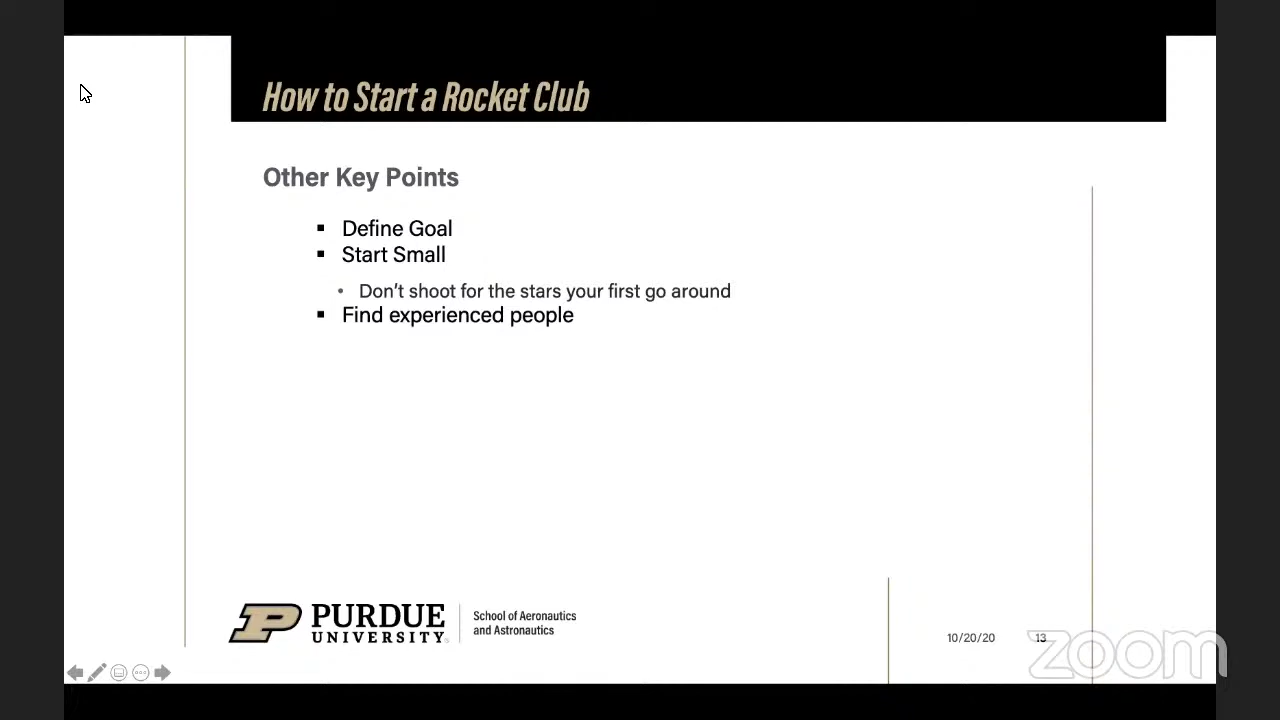 How to Start a Rocket Club
Other Key Points
▪ Define Goal
▪ Start Small
• Don't shoot for the stars your first go around
▪ Find experienced people
P PURDUE
UNIVERSITY
School of Aeronautics
and Astronautics
10/20/20
13
zoom